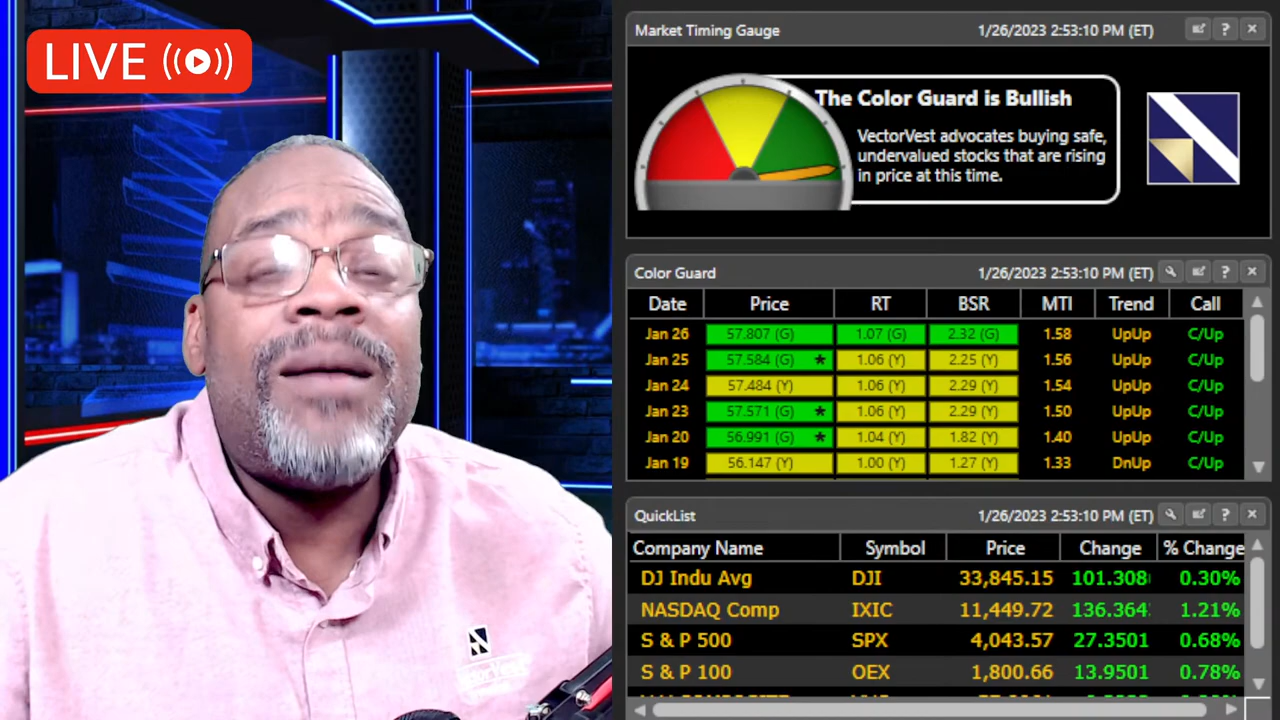 LIVE
Market Timing Gauge 1/26/2023 2:53:10 PM (ET)
The Color Guard is Bullish
VectorVest advocates buying safe,
undervalued stocks that are rising
in price at this time.
Color Guard 1/26/2023 2:53:10 PM (ET)
Date Price RT BSR MTI Trend Call
Jan 26 57.807 (G) 1.07 (G) 2.32 (G) 1.58 UpUp C/Up
Jan 25 57.584 (G) * 1.06 (Y) 2.25 (Y) 1.56 UpUp C/Up
Jan 24 57.484 (Y) 1.06 (Y) 2.29 (Y) 1.54 UpUp C/Up
Jan 23 57.571 (G) * 1.06 (Y) 2.29 (Y) 1.50 UpUp C/Up
Jan 20 56.991 (G) * 1.04 (Y) 1.82 (Y) 1.40 UpUp C/Up
Jan 19 56.147 (Y) 1.00 (Y) 1.27 (Y) 1.33 DnUp C/Up
QuickList 1/26/2023 2:53:10 PM (ET)
Company Name Symbol Price Change % Change
DJ Indu Avg DJI 33,845.15 101.308 0.30%
NASDAQ Comp IXIC 11,449.72 136.364 1.21%
S & P 500 SPX 4,043.57 27.3501 0.68%
S & P 100 OEX 1,800.66 13.9501 0.78%